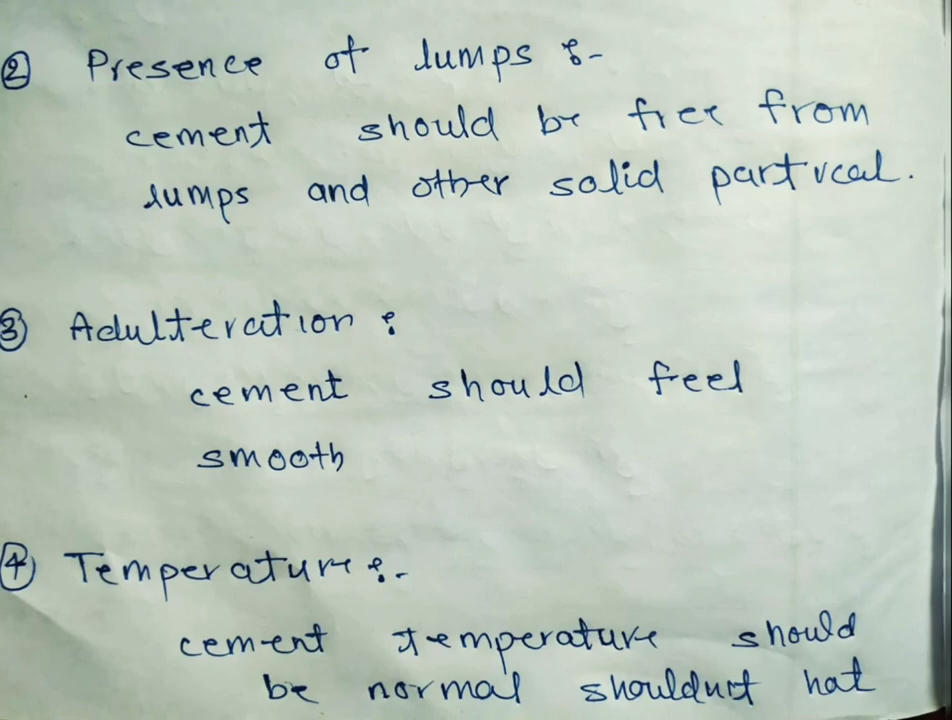 ② Presence of lumps :-
cement should be free from
lumps and other solid partical.
③ Adulteration :
cement should feel
smooth
④ Temperature :-
cement temperature should
be normal shouldn't hot